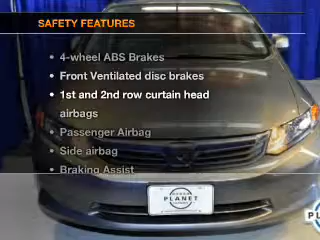 SAFETY FEATURES
• 4-wheel ABS Brakes
• Front Ventilated disc brakes
• 1st and 2nd row curtain head
airbags
• Passenger Airbag
• Side airbag
• Braking Assist
PLANET
PL